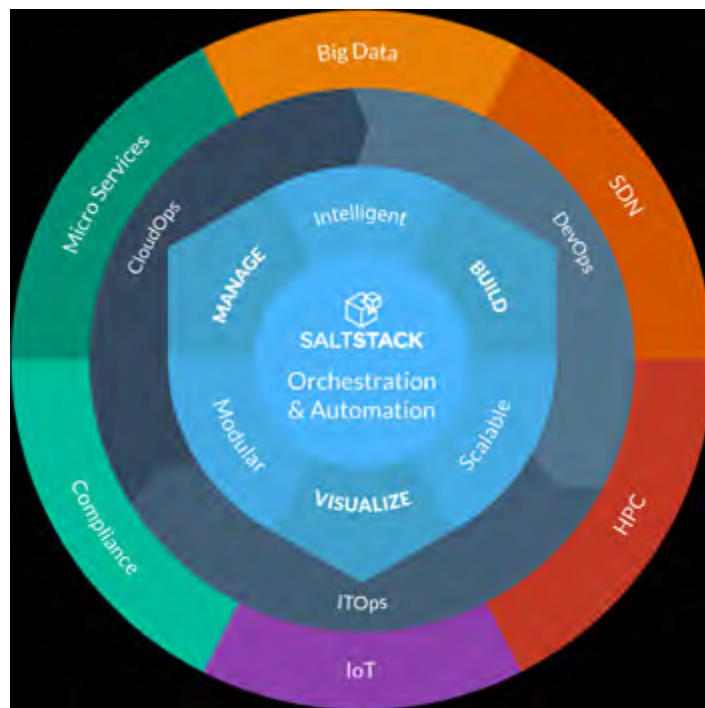 Big Data
SDN
HPC
IoT
Compliance
Micro Services
CloudOps
DevOps
ITOps
Intelligent
BUILD
Scalable
VISUALIZE
Modular
MANAGE
SALTSTACK
Orchestration
& Automation